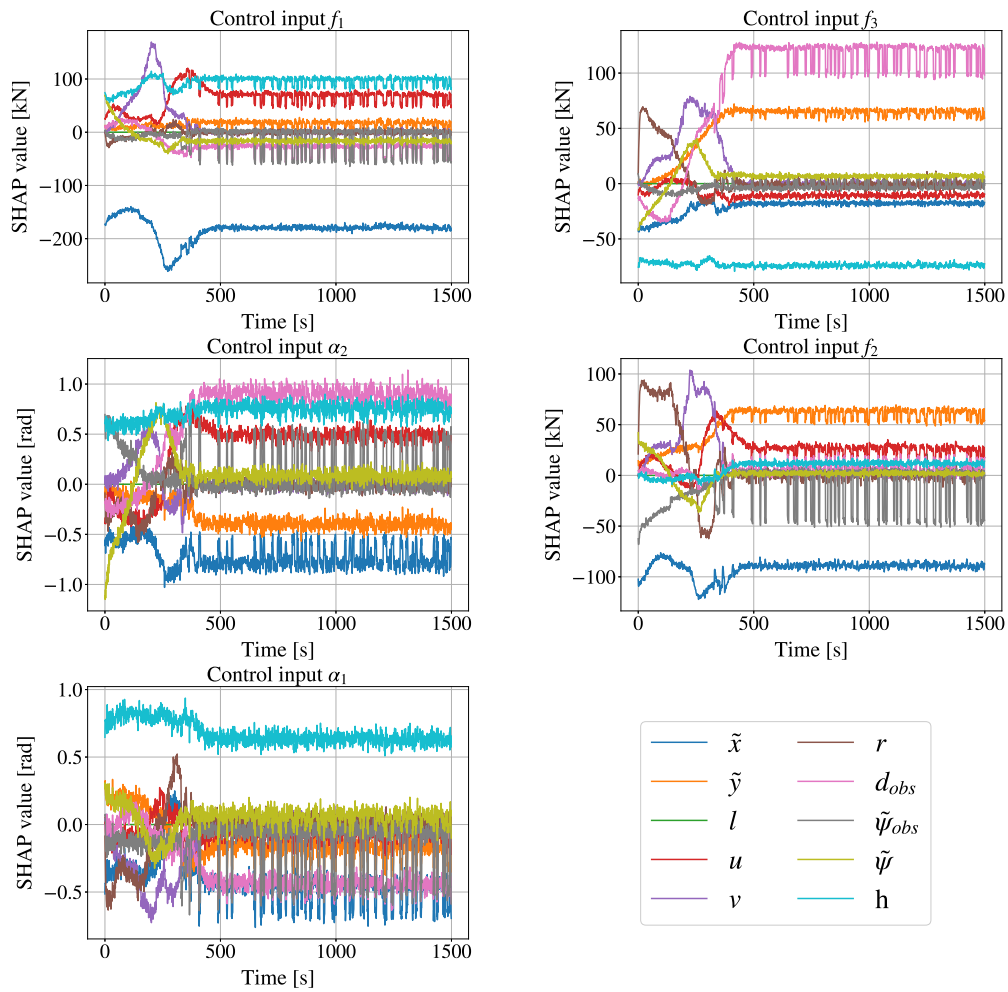 Control input f₁
SHAP value [kN]
100
0
−100
−200
0
500
1000
1500
Time [s]
Control input f₃
SHAP value [kN]
100
50
0
−50
0
500
1000
1500
Time [s]
Control input α₂
SHAP value [rad]
1.0
0.5
0.0
−0.5
−1.0
0
500
1000
1500
Time [s]
Control input f₂
SHAP value [kN]
100
50
0
−50
−100
0
500
1000
1500
Time [s]
Control input α₁
SHAP value [rad]
1.0
0.5
0.0
−0.5
0
500
1000
1500
Time [s]
x̃
ỹ
l
u
v
r
d_obs
ψ̃_obs
ψ̃
h